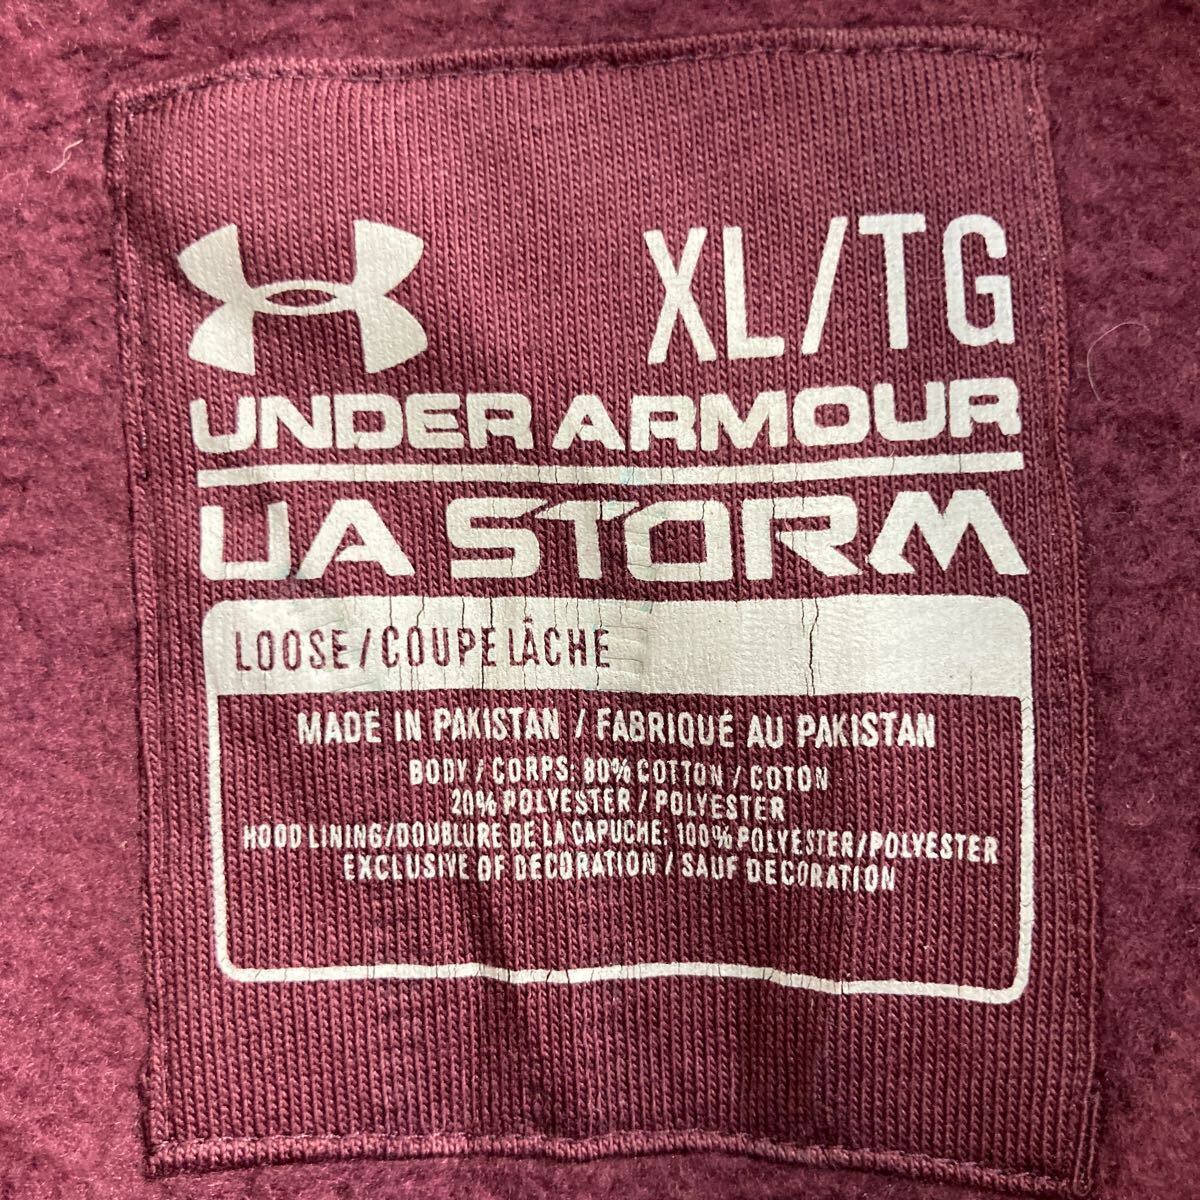 XL/TG
UNDER ARMOUR
UA STORM
LOOSE/COUPE LÂCHE
MADE IN PAKISTAN / FABRIQUÉ AU PAKISTAN
BODY / CORPS: 80% COTTON / COTON
20% POLYESTER / POLYESTER
HOOD LINING/DOUBLURE DE LA CAPUCHE: 100% POLYESTER/POLYESTER
EXCLUSIVE OF DECORATION / SAUF DECORATION